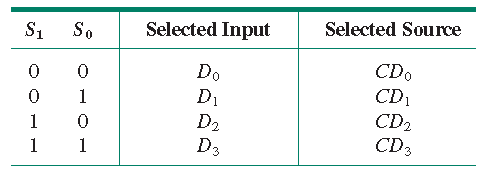 S1 S0 Selected Input Selected Source
0 0 D0 CD0
0 1 D1 CD1
1 0 D2 CD2
1 1 D3 CD3